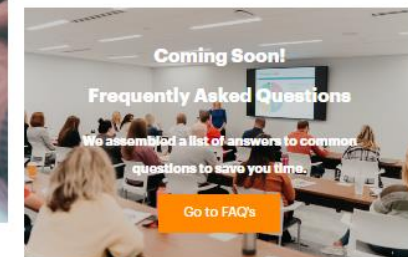 Coming Soon!
Frequently Asked Questions
We assembled a list of answers to common
questions to save you time.
Go to FAQ's